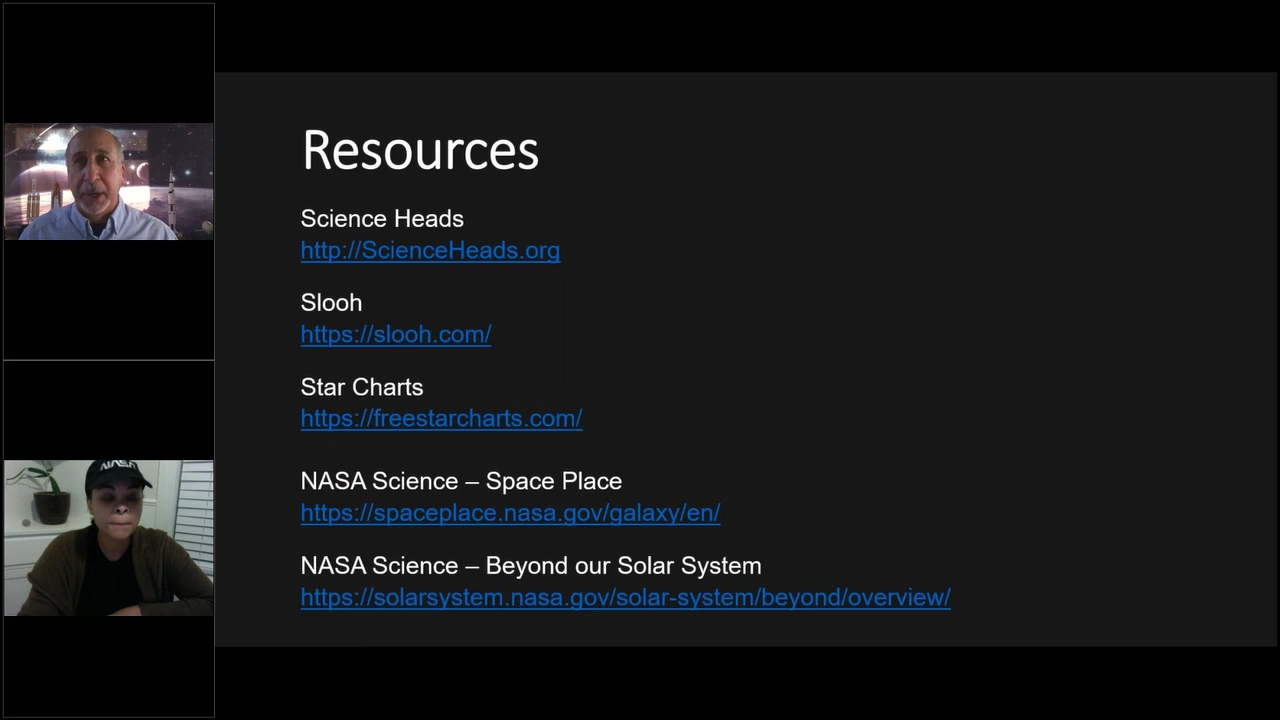 Resources
Science Heads
http://ScienceHeads.org
Slooh
https://slooh.com/
Star Charts
https://freestarcharts.com/
NASA Science – Space Place
https://spaceplace.nasa.gov/galaxy/en/
NASA Science – Beyond our Solar System
https://solarsystem.nasa.gov/solar-system/beyond/overview/
NASA